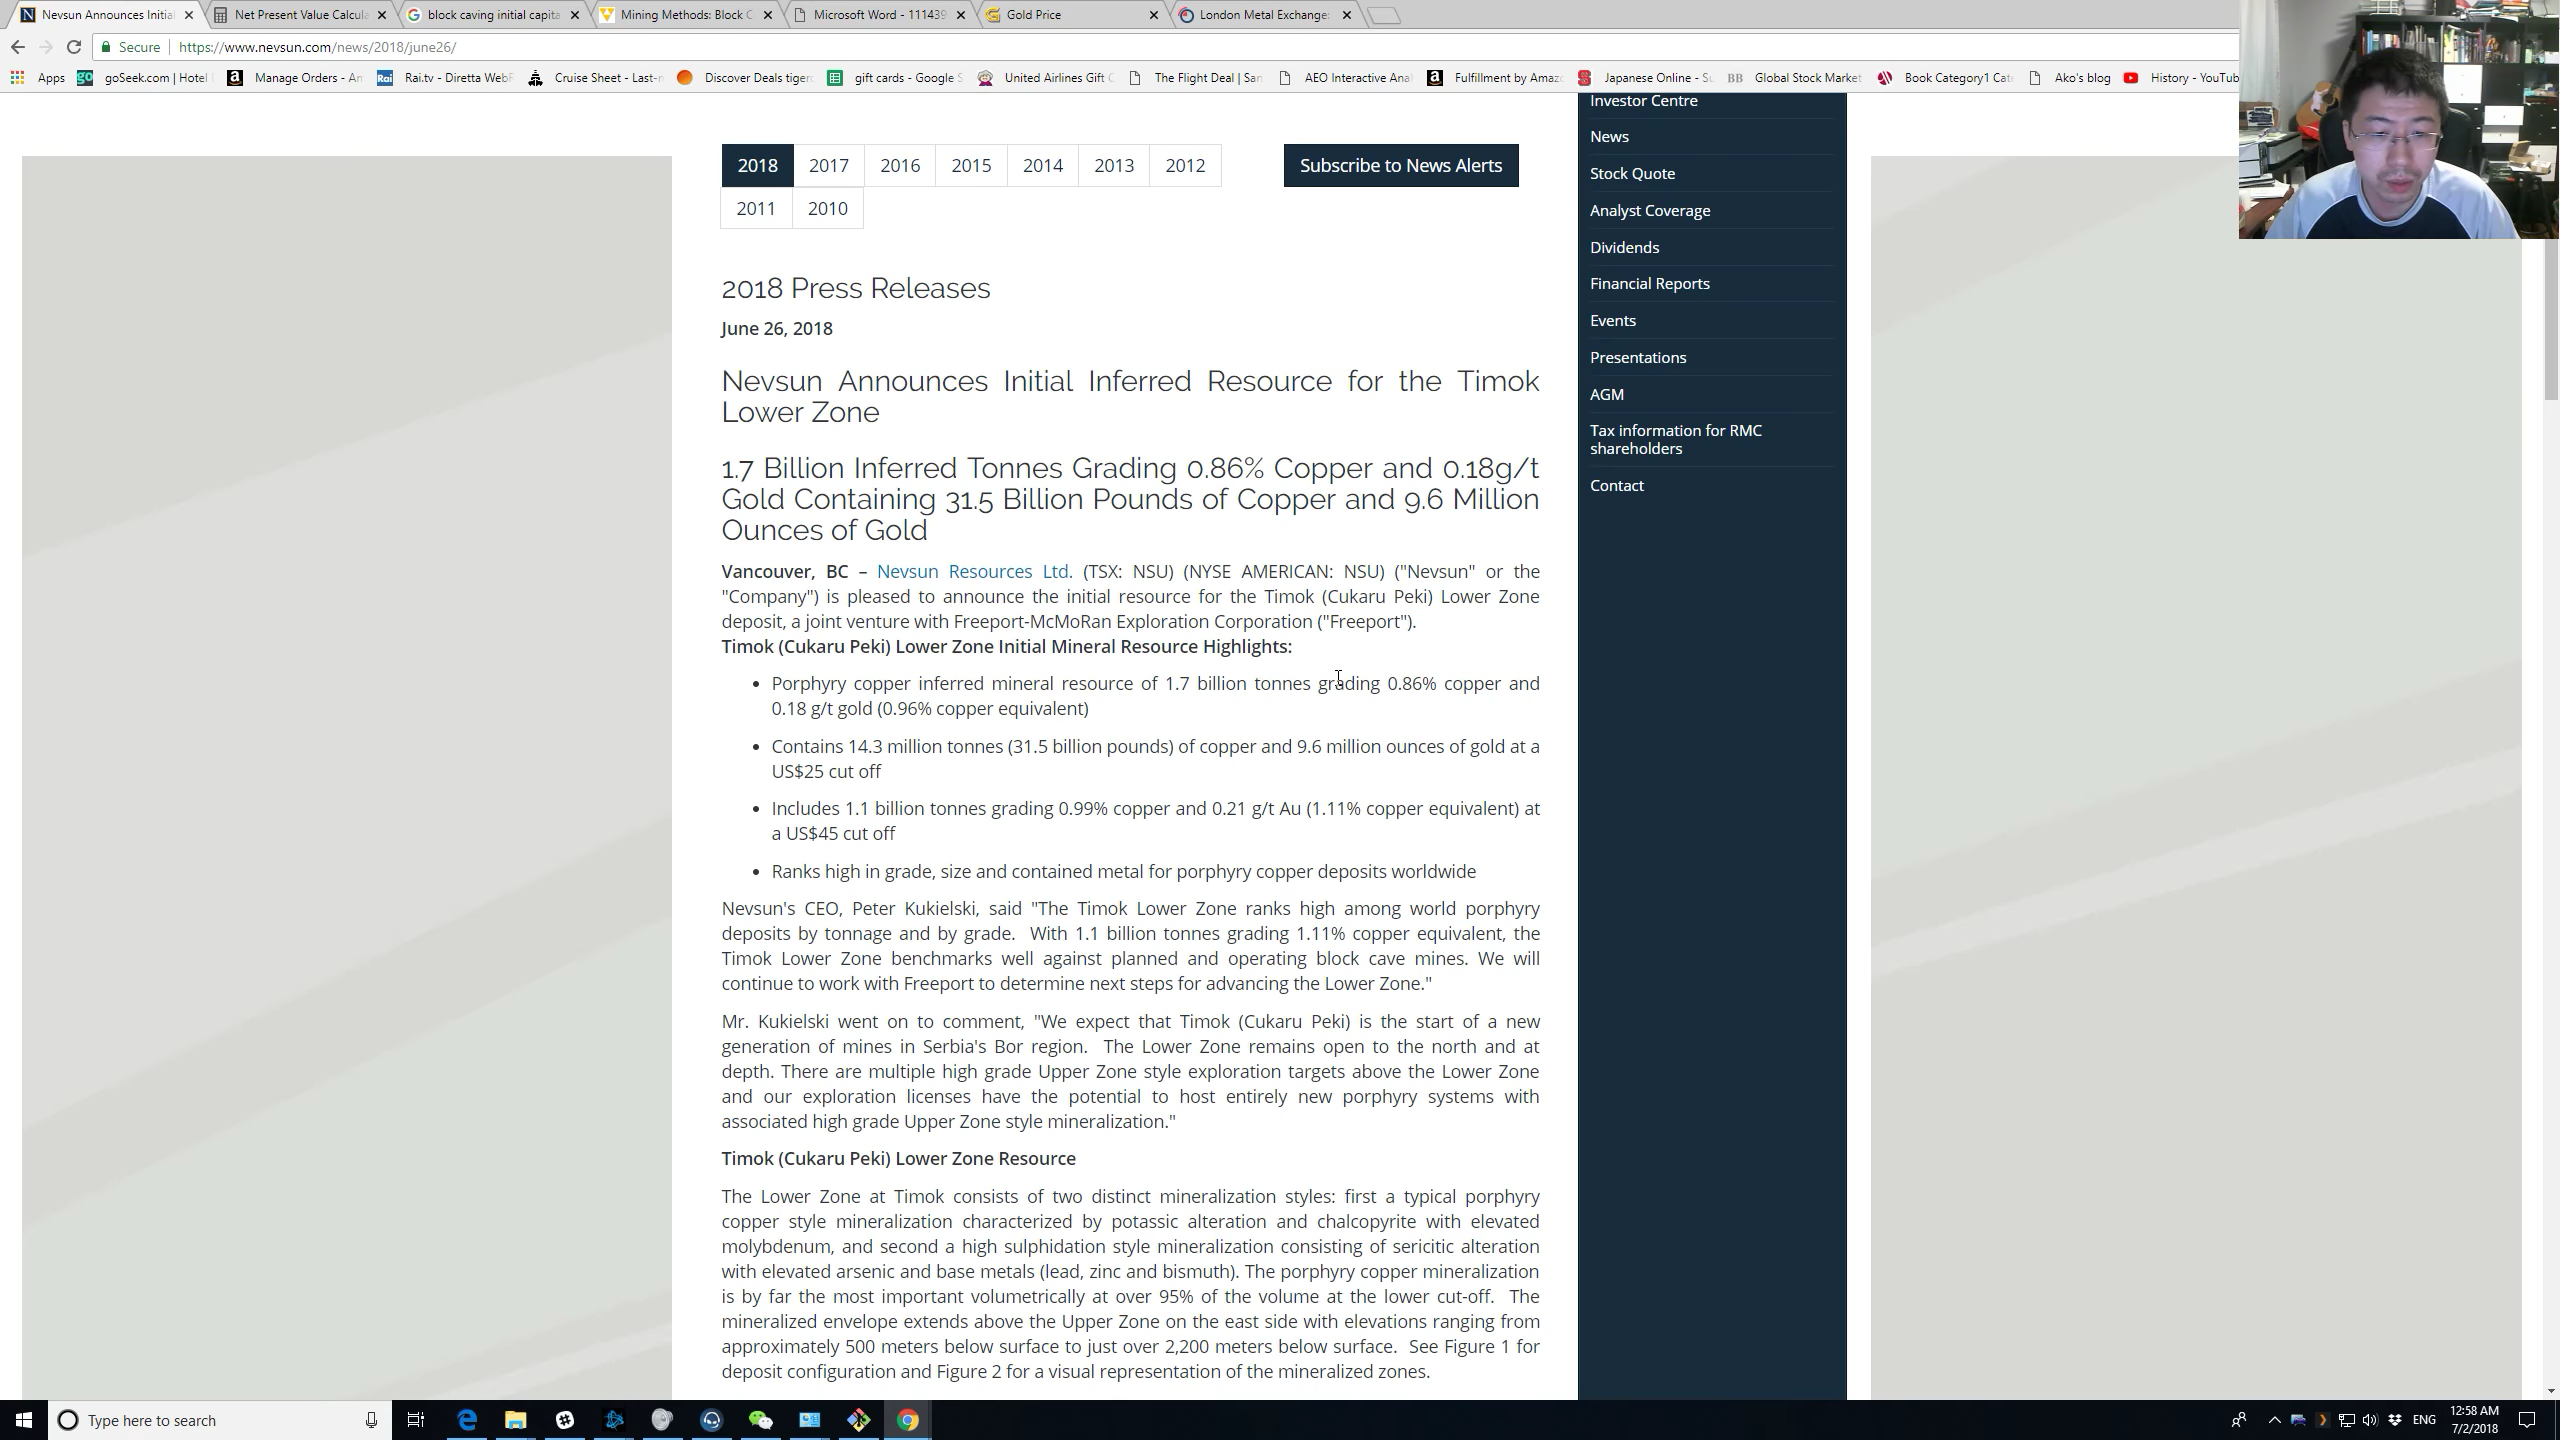 Nevsun Announces Initia
Net Present Value Calcula
block caving initial capita
Mining Methods: Block C
Microsoft Word - 111439
Gold Price
London Metal Exchange:
Secure
https://www.nevsun.com/news/2018/june26/
Apps
goSeek.com | Hotel
Manage Orders - An
Rai.tv - Diretta WebF
Cruise Sheet - Last-
Discover Deals tiger
gift cards - Google S
United Airlines Gift C
The Flight Deal | San
AEO Interactive Ana
Fulfillment by Amaz
Japanese Online - Su
BB
Global Stock Market
Book Category1 Cat
Ako's blog
History - YouTub
2018 2017 2016 2015 2014 2013 2012
2011 2010
Subscribe to News Alerts
2018 Press Releases
June 26, 2018
Nevsun Announces Initial Inferred Resource for the Timok
Lower Zone
1.7 Billion Inferred Tonnes Grading 0.86% Copper and 0.18g/t
Gold Containing 31.5 Billion Pounds of Copper and 9.6 Million
Ounces of Gold
Vancouver, BC – Nevsun Resources Ltd. (TSX: NSU) (NYSE AMERICAN: NSU) ("Nevsun" or the
"Company") is pleased to announce the initial resource for the Timok (Cukaru Peki) Lower Zone
deposit, a joint venture with Freeport-McMoRan Exploration Corporation ("Freeport").
Timok (Cukaru Peki) Lower Zone Initial Mineral Resource Highlights:
• Porphyry copper inferred mineral resource of 1.7 billion tonnes grading 0.86% copper and
0.18 g/t gold (0.96% copper equivalent)
• Contains 14.3 million tonnes (31.5 billion pounds) of copper and 9.6 million ounces of gold at a
US$25 cut off
• Includes 1.1 billion tonnes grading 0.99% copper and 0.21 g/t Au (1.11% copper equivalent) at
a US$45 cut off
• Ranks high in grade, size and contained metal for porphyry copper deposits worldwide
Nevsun's CEO, Peter Kukielski, said "The Timok Lower Zone ranks high among world porphyry
deposits by tonnage and by grade. With 1.1 billion tonnes grading 1.11% copper equivalent, the
Timok Lower Zone benchmarks well against planned and operating block cave mines. We will
continue to work with Freeport to determine next steps for advancing the Lower Zone."
Mr. Kukielski went on to comment, "We expect that Timok (Cukaru Peki) is the start of a new
generation of mines in Serbia's Bor region. The Lower Zone remains open to the north and at
depth. There are multiple high grade Upper Zone style exploration targets above the Lower Zone
and our exploration licenses have the potential to host entirely new porphyry systems with
associated high grade Upper Zone style mineralization."
Timok (Cukaru Peki) Lower Zone Resource
The Lower Zone at Timok consists of two distinct mineralization styles: first a typical porphyry
copper style mineralization characterized by potassic alteration and chalcopyrite with elevated
molybdenum, and second a high sulphidation style mineralization consisting of sericitic alteration
with elevated arsenic and base metals (lead, zinc and bismuth). The porphyry copper mineralization
is by far the most important volumetrically at over 95% of the volume at the lower cut-off. The
mineralized envelope extends above the Upper Zone on the east side with elevations ranging from
approximately 500 meters below surface to just over 2,200 meters below surface. See Figure 1 for
deposit configuration and Figure 2 for a visual representation of the mineralized zones.
Investor Centre
News
Stock Quote
Analyst Coverage
Dividends
Financial Reports
Events
Presentations
AGM
Tax information for RMC
shareholders
Contact
Type here to search
ENG
12:58 AM
7/2/2018